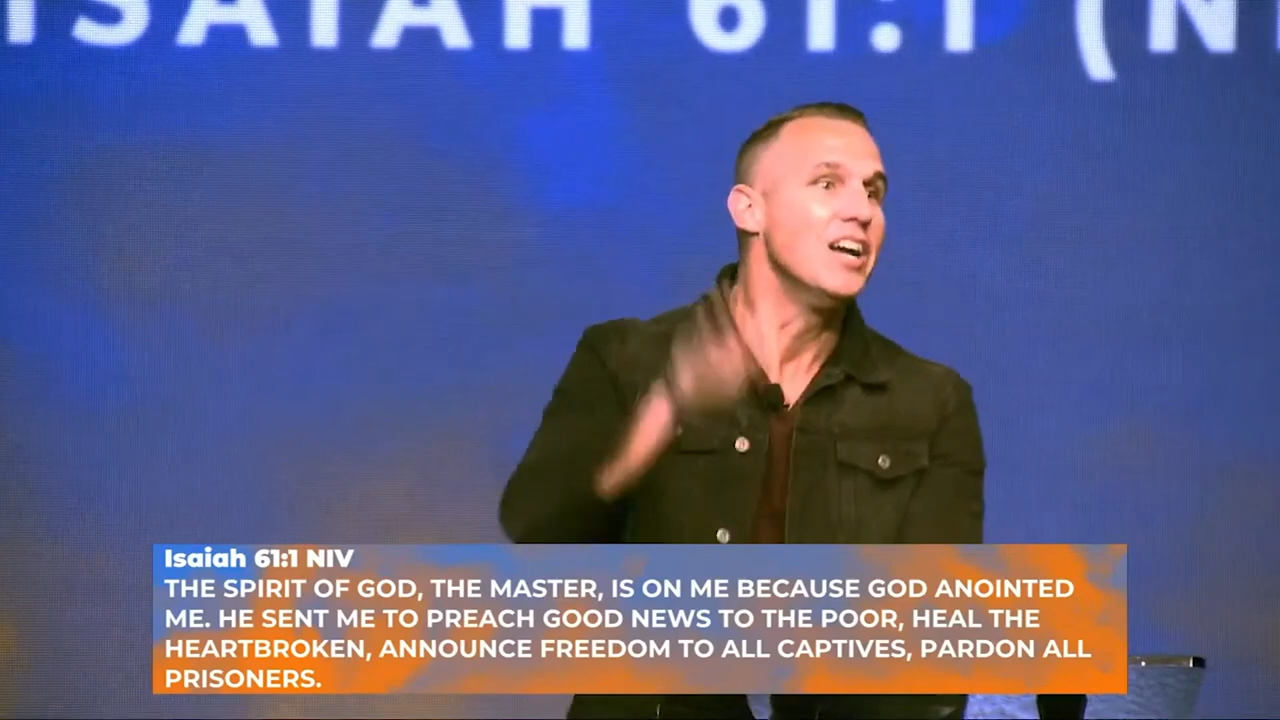 ISAIAH 61:1 (NI
Isaiah 61:1 NIV
THE SPIRIT OF GOD, THE MASTER, IS ON ME BECAUSE GOD ANOINTED
ME. HE SENT ME TO PREACH GOOD NEWS TO THE POOR, HEAL THE
HEARTBROKEN, ANNOUNCE FREEDOM TO ALL CAPTIVES, PARDON ALL
PRISONERS.